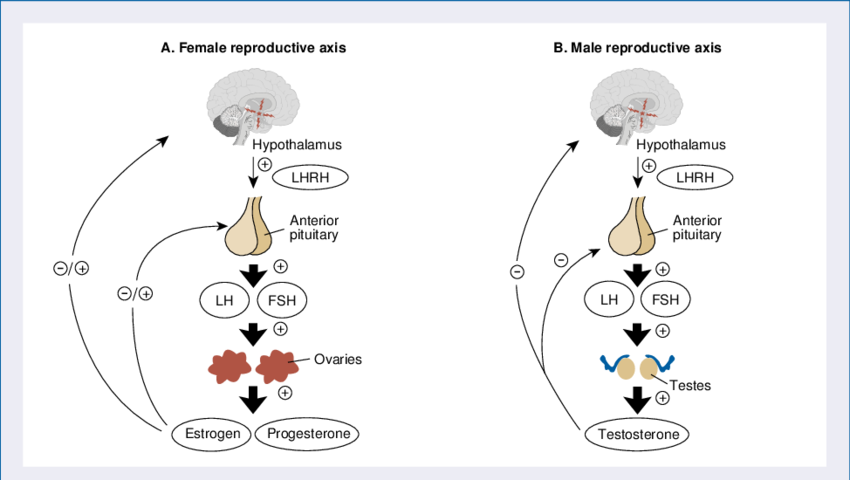 A. Female reproductive axis
Hypothalamus
+
LHRH
Anterior
pituitary
+
LH
FSH
+
Ovaries
+
Estrogen
Progesterone
−/+
−/+
B. Male reproductive axis
Hypothalamus
+
LHRH
Anterior
pituitary
+
LH
FSH
+
Testes
+
Testosterone
−
−